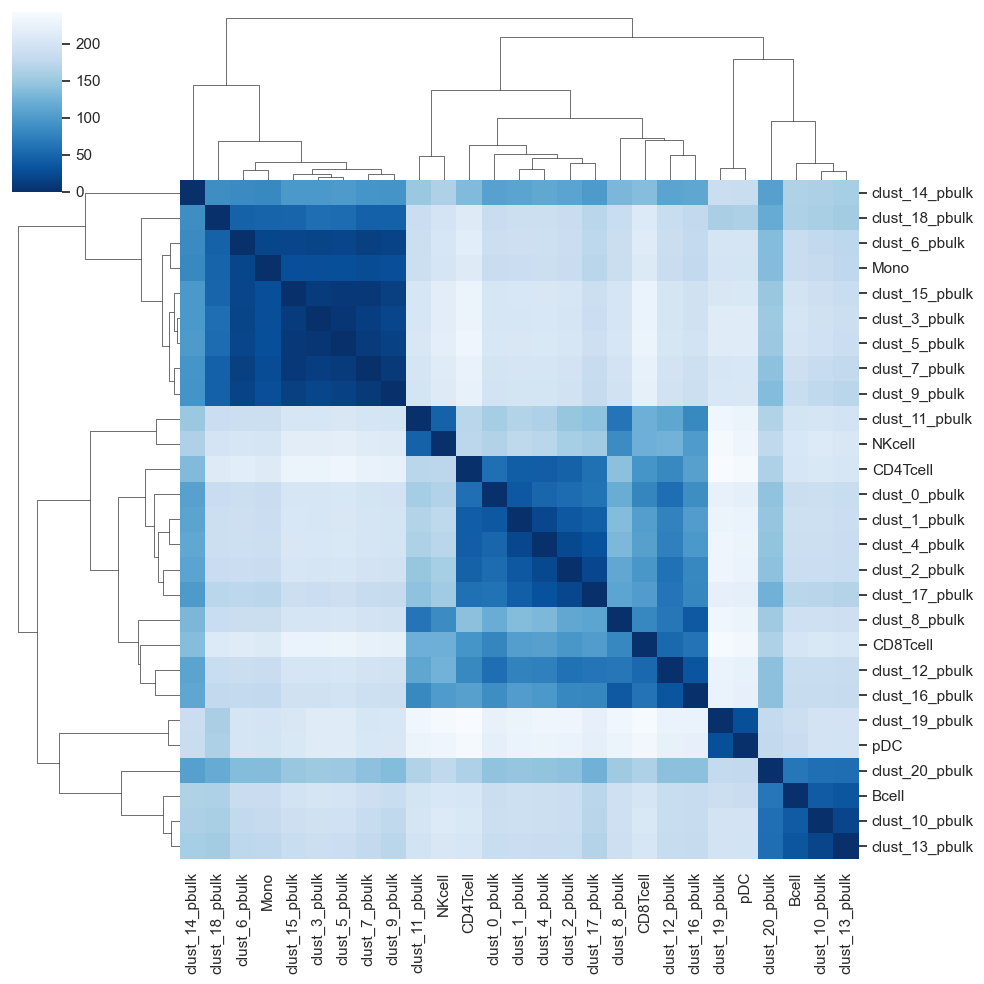 200
150
100
50
0
clust_14_pbulk
clust_18_pbulk
clust_6_pbulk
Mono
clust_15_pbulk
clust_3_pbulk
clust_5_pbulk
clust_7_pbulk
clust_9_pbulk
clust_11_pbulk
NKcell
CD4Tcell
clust_0_pbulk
clust_1_pbulk
clust_4_pbulk
clust_2_pbulk
clust_17_pbulk
clust_8_pbulk
CD8Tcell
clust_12_pbulk
clust_16_pbulk
clust_19_pbulk
pDC
clust_20_pbulk
Bcell
clust_10_pbulk
clust_13_pbulk
clust_14_pbulk
clust_18_pbulk
clust_6_pbulk
Mono
clust_15_pbulk
clust_3_pbulk
clust_5_pbulk
clust_7_pbulk
clust_9_pbulk
clust_11_pbulk
NKcell
CD4Tcell
clust_0_pbulk
clust_1_pbulk
clust_4_pbulk
clust_2_pbulk
clust_17_pbulk
clust_8_pbulk
CD8Tcell
clust_12_pbulk
clust_16_pbulk
clust_19_pbulk
pDC
clust_20_pbulk
Bcell
clust_10_pbulk
clust_13_pbulk